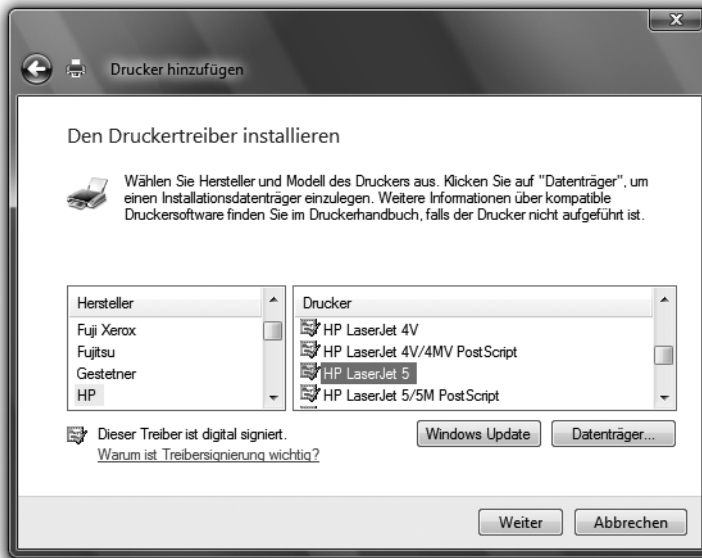 Drucker hinzufügen
Den Druckertreiber installieren
Wählen Sie Hersteller und Modell des Druckers aus. Klicken Sie auf "Datenträger", um
einen Installationsdatenträger einzulegen. Weitere Informationen über kompatible
Druckersoftware finden Sie im Druckerhandbuch, falls der Drucker nicht aufgeführt ist.
Hersteller
Fuji Xerox
Fujitsu
Gestetner
HP
Drucker
HP LaserJet 4V
HP LaserJet 4V/4MV PostScript
HP LaserJet 5
HP LaserJet 5/5M PostScript
Dieser Treiber ist digital signiert.
Warum ist Treibersignierung wichtig?
Windows Update
Datenträger...
Weiter
Abbrechen